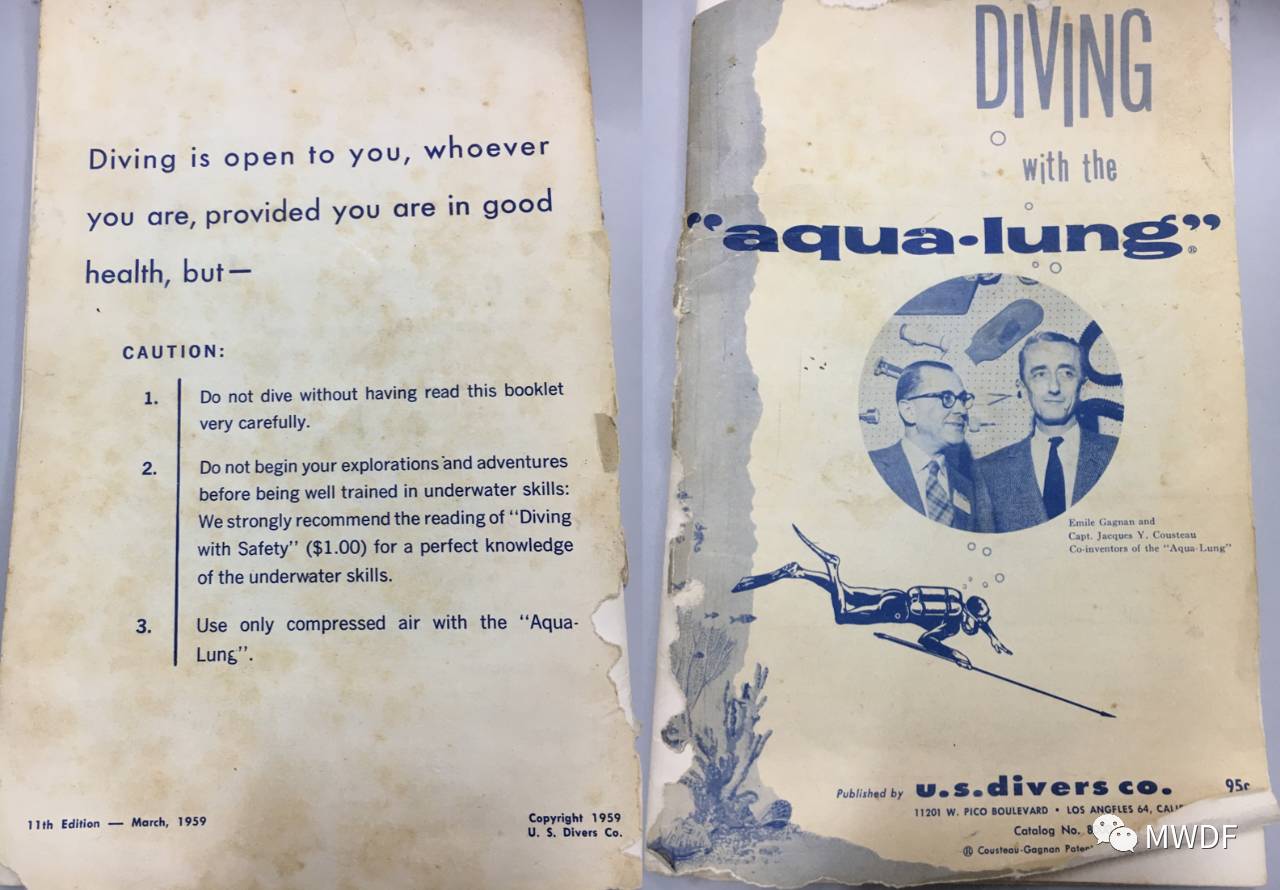 Diving is open to you, whoever
you are, provided you are in good
health, but—
CAUTION:
1. Do not dive without having read this booklet
very carefully.
2. Do not begin your explorations and adventures
before being well trained in underwater skills:
We strongly recommend the reading of "Diving
with Safety" ($1.00) for a perfect knowledge
of the underwater skills.
3. Use only compressed air with the "Aqua-
Lung".
11th Edition — March, 1959
Copyright 1959
U. S. Divers Co.
DIVING
with the
"aqua·lung"®
Emile Gagnan and
Capt. Jacques Y. Cousteau
Co-inventors of the "Aqua-Lung"
Published by u.s.divers co. 95c
11201 W. PICO BOULEVARD • LOS ANGELES 64,
Catalog No.
® Cousteau-Gagnan
MWDF